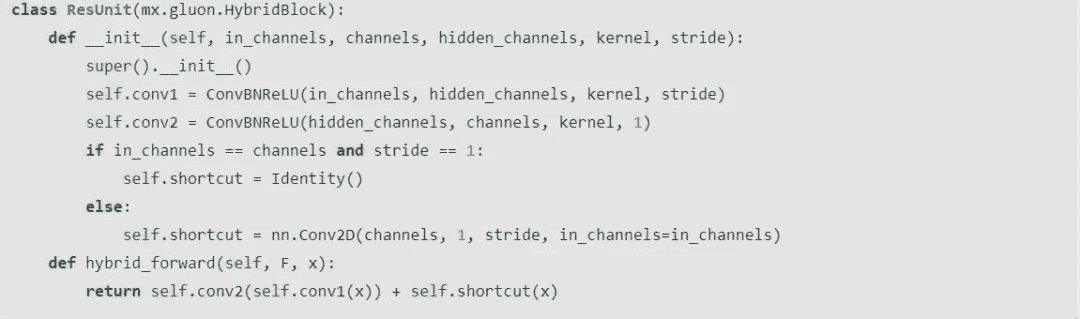 class ResUnit(mx.gluon.HybridBlock):
    def __init__(self, in_channels, channels, hidden_channels, kernel, stride):
        super().__init__()
        self.conv1 = ConvBNReLU(in_channels, hidden_channels, kernel, stride)
        self.conv2 = ConvBNReLU(hidden_channels, channels, kernel, 1)
        if in_channels == channels and stride == 1:
            self.shortcut = Identity()
        else:
            self.shortcut = nn.Conv2D(channels, 1, stride, in_channels=in_channels)
    def hybrid_forward(self, F, x):
        return self.conv2(self.conv1(x)) + self.shortcut(x)